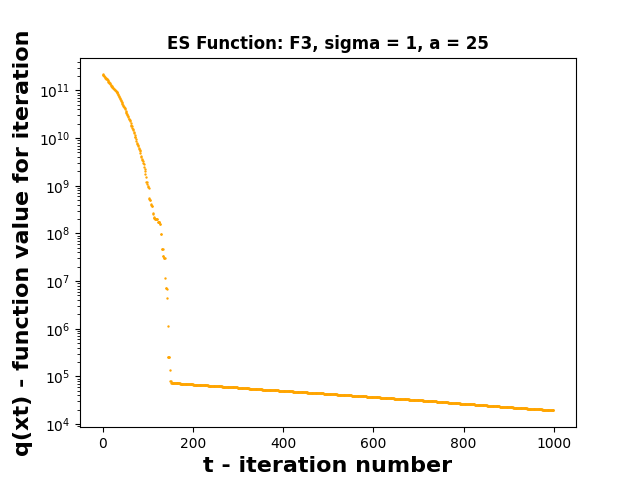 ES Function: F3, sigma = 1, a = 25
q(xt) - function value for iteration
10¹¹
10¹⁰
10⁹
10⁸
10⁷
10⁶
10⁵
10⁴
0 200 400 600 800 1000
t - iteration number